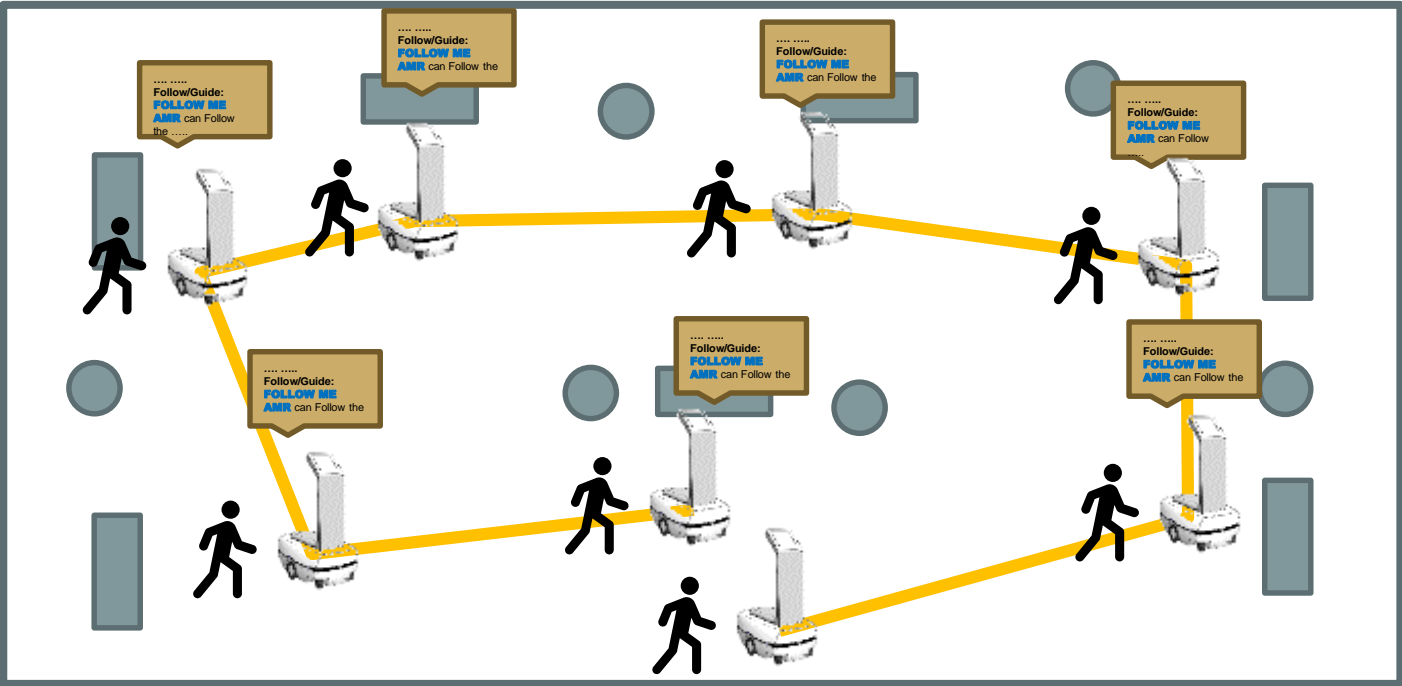 .... .....
Follow/Guide:
FOLLOW ME
AMR can Follow the
.... .....
Follow/Guide:
FOLLOW ME
AMR can Follow the
.... .....
Follow/Guide:
FOLLOW ME
AMR can Follow
the .....
.... .....
Follow/Guide:
FOLLOW ME
AMR can Follow
.....
.... .....
Follow/Guide:
FOLLOW ME
AMR can Follow the
.... .....
Follow/Guide:
FOLLOW ME
AMR can Follow the
.... .....
Follow/Guide:
FOLLOW ME
AMR can Follow the